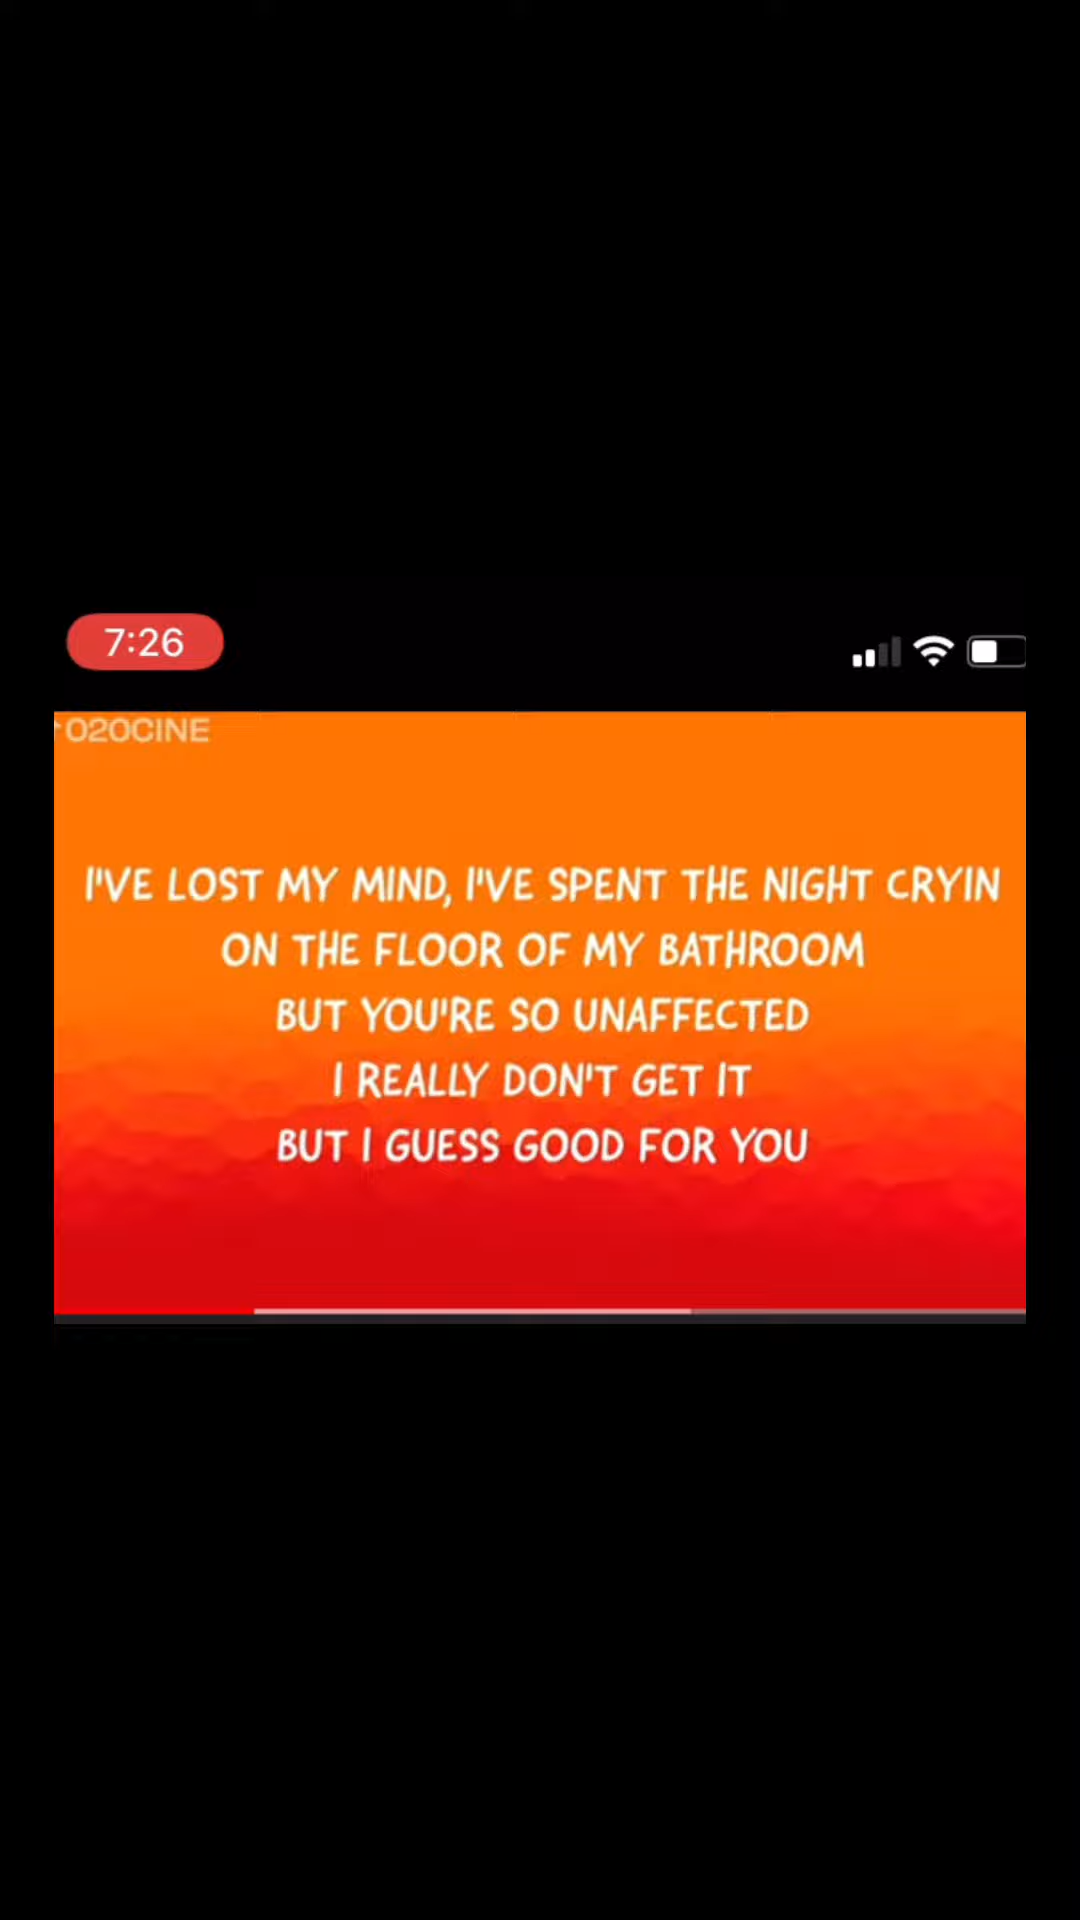 7:26
020CINE
I'VE LOST MY MIND, I'VE SPENT THE NIGHT CRYIN
ON THE FLOOR OF MY BATHROOM
BUT YOU'RE SO UNAFFECTED
I REALLY DON'T GET IT
BUT I GUESS GOOD FOR YOU